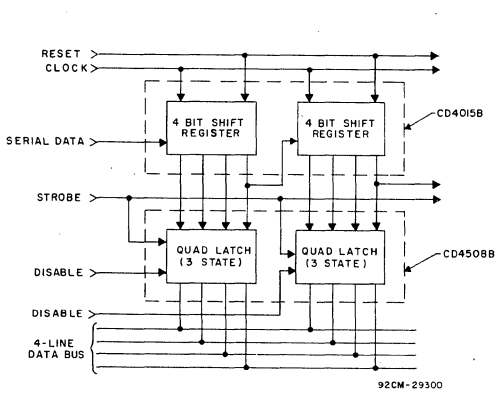 RESET
CLOCK
4 BIT SHIFT
REGISTER
4 BIT SHIFT
REGISTER
CD4015B
SERIAL DATA
STROBE
QUAD LATCH
(3 STATE)
QUAD LATCH
(3 STATE)
CD4508B
DISABLE
DISABLE
4-LINE
DATA BUS
92CM-29300